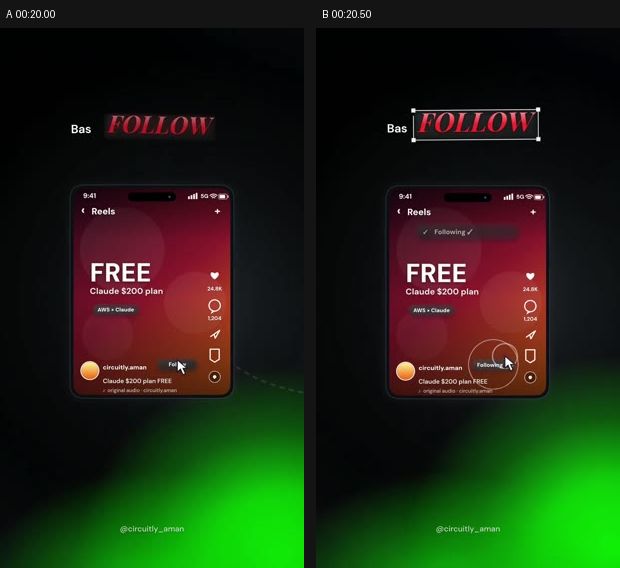 A 00:20.00
Bas FOLLOW
9:41 5G
Reels
FREE
Claude $200 plan
AWS × Claude
24.8K
1,204
circuitly.aman
Claude $200 plan FREE
original audio · circuitly.aman
@circuitly_aman
B 00:20.50
Bas FOLLOW
9:41 5G
Reels
✓ Following ✓
FREE
Claude $200 plan
AWS × Claude
24.8K
1,204
circuitly.aman Following
Claude $200 plan FREE
original audio · circuitly.aman
@circuitly_aman